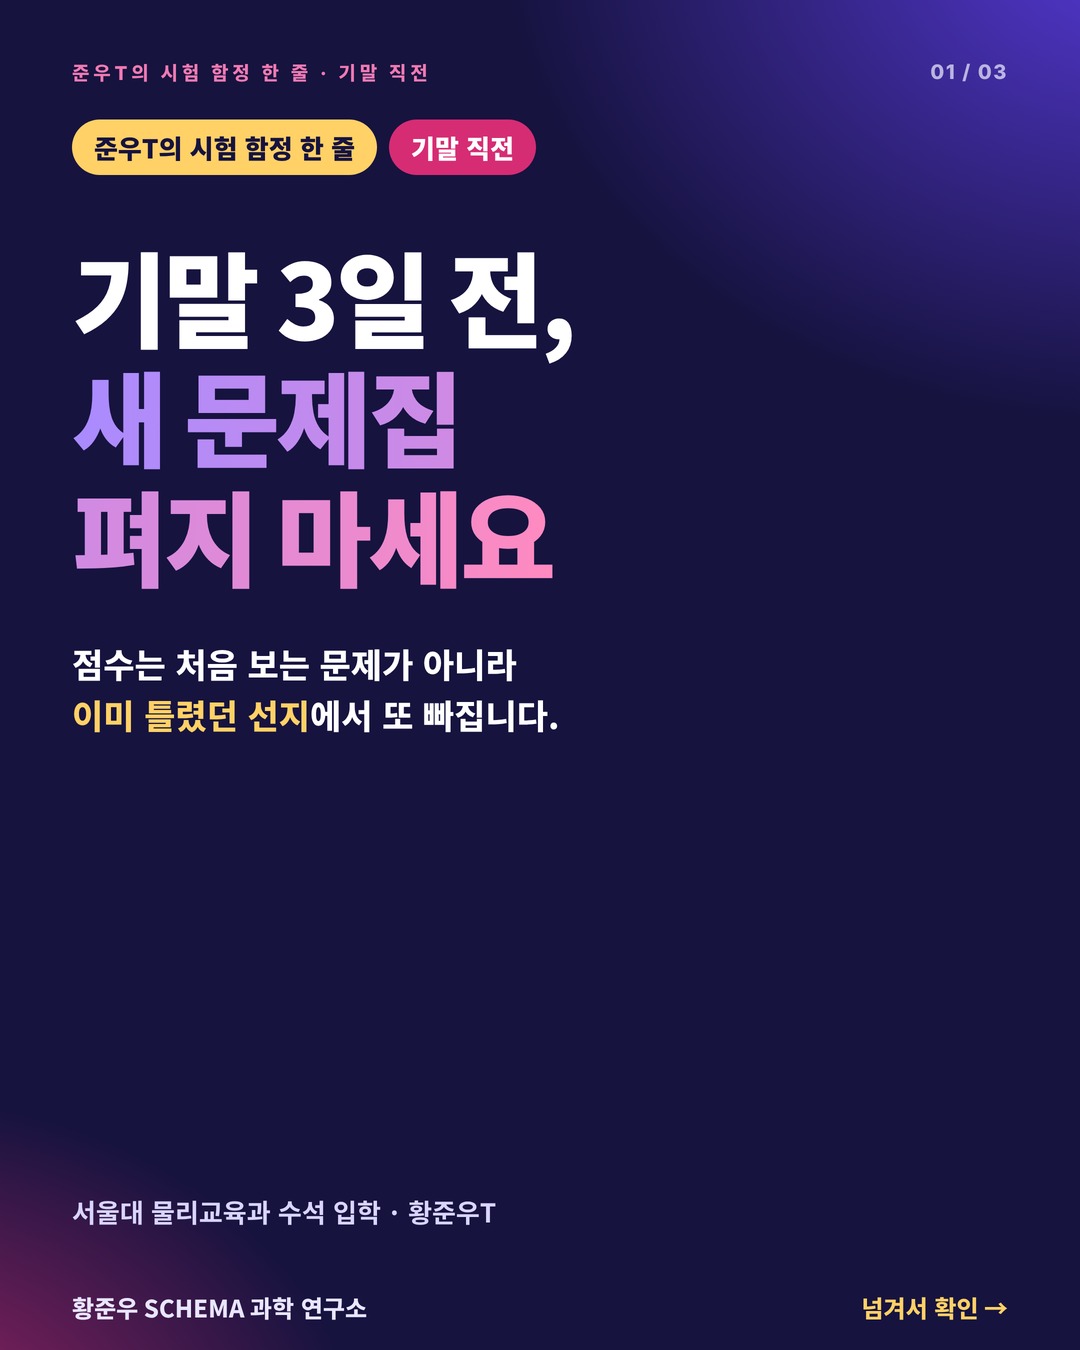 준우T의 시험 함정 한 줄 · 기말 직전
01 / 03
준우T의 시험 함정 한 줄
기말 직전
기말 3일 전,
새 문제집
펴지 마세요
점수는 처음 보는 문제가 아니라
이미 틀렸던 선지에서 또 빠집니다.
서울대 물리교육과 수석 입학 · 황준우T
황준우 SCHEMA 과학 연구소
넘겨서 확인 →